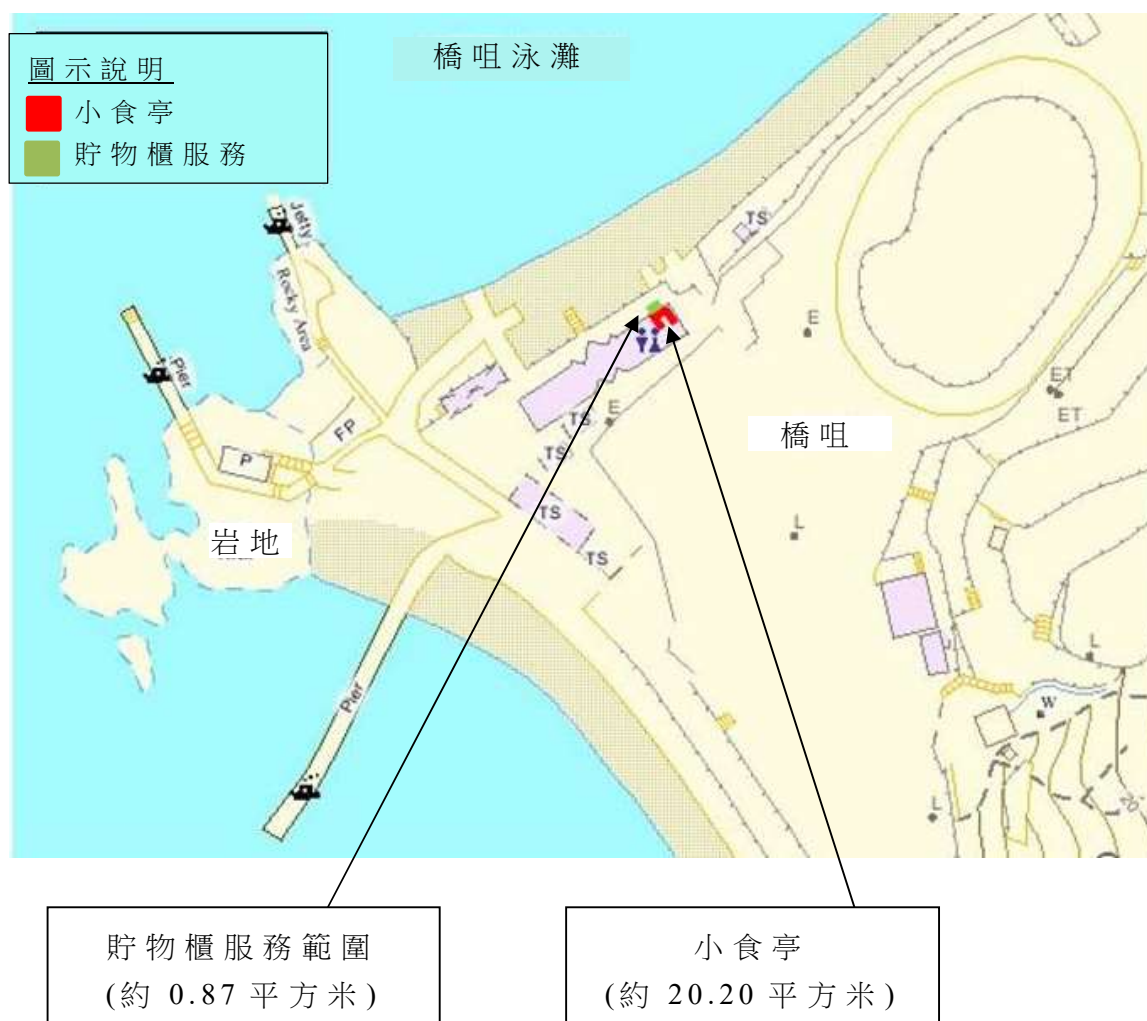 橋咀泳灘
圖示說明
小食亭
貯物櫃服務
Jetty
TS
Rocky Area
E
Pier
ET
ET
FP
TS
E
橋咀
P
TS
TS
L
岩地
TS
L
Pier
W
L
20
貯物櫃服務範圍
(約 0.87 平方米)
小食亭
(約 20.20 平方米)